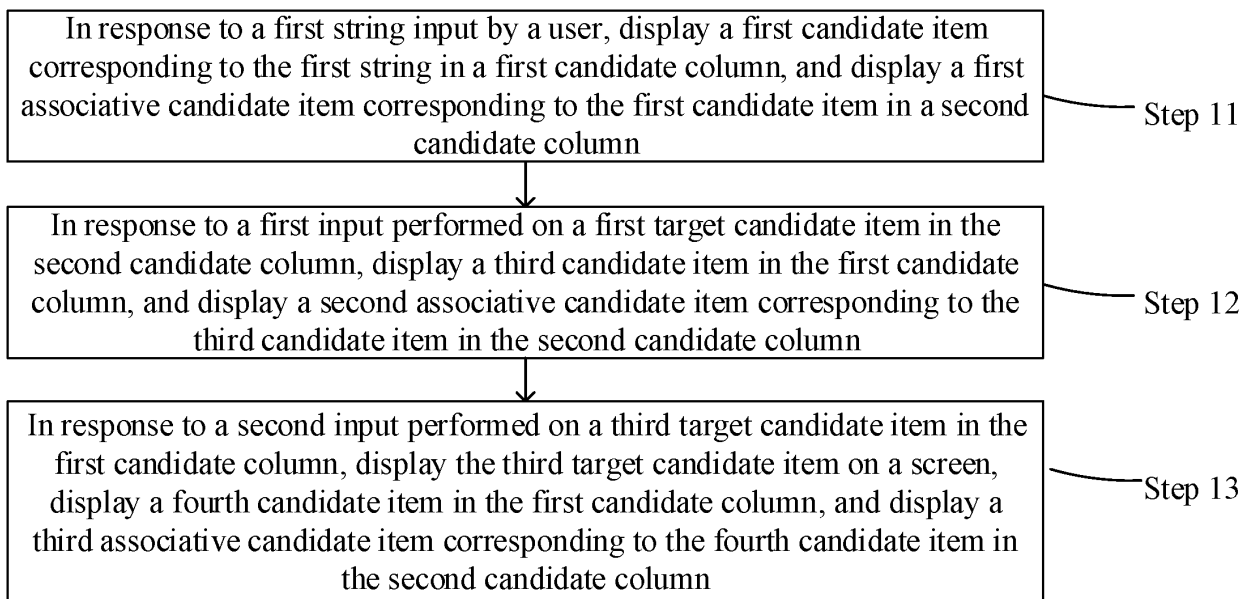 In response to a first string input by a user, display a first candidate item
corresponding to the first string in a first candidate column, and display a first
associative candidate item corresponding to the first candidate item in a second
candidate column
Step 11
In response to a first input performed on a first target candidate item in the
second candidate column, display a third candidate item in the first candidate
column, and display a second associative candidate item corresponding to the
third candidate item in the second candidate column
Step 12
In response to a second input performed on a third target candidate item in the
first candidate column, display the third target candidate item on a screen,
display a fourth candidate item in the first candidate column, and display a
third associative candidate item corresponding to the fourth candidate item in
the second candidate column
Step 13